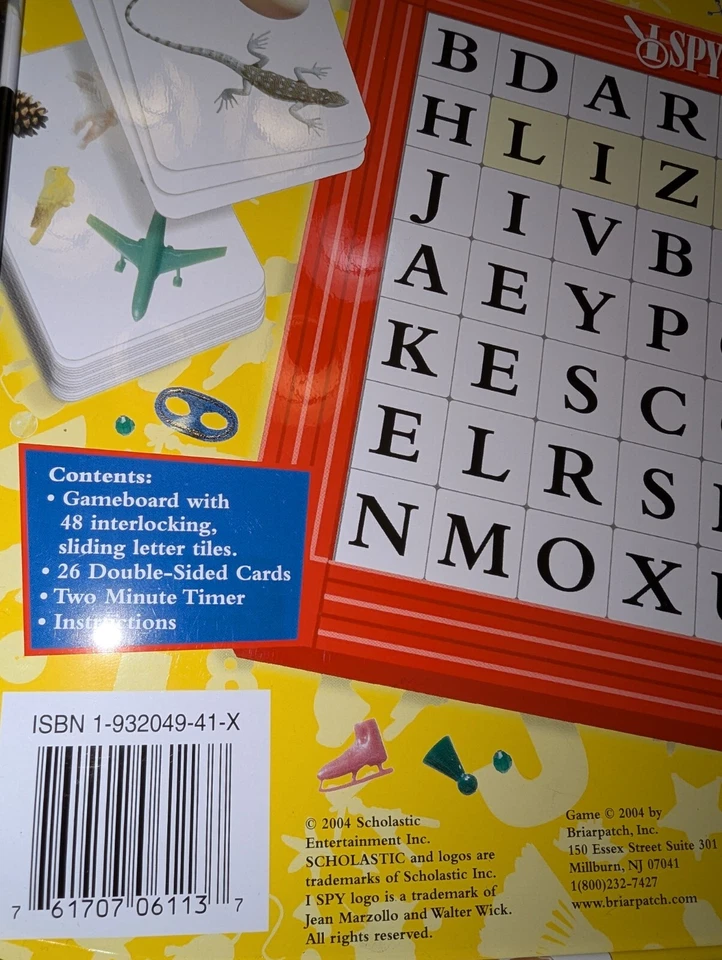 I SPY
B D A R
H L I Z
J I V B
A E Y P
K E S C
E L R S
N M O X
Contents:
• Gameboard with
48 interlocking,
sliding letter tiles.
• 26 Double-Sided Cards
• Two Minute Timer
• Instructions
ISBN 1-932049-41-X
7 61707 06113 7
© 2004 Scholastic
Entertainment Inc.
SCHOLASTIC and logos are
trademarks of Scholastic Inc.
I SPY logo is a trademark of
Jean Marzollo and Walter Wick.
All rights reserved.
Game © 2004 by
Briarpatch, Inc.
150 Essex Street Suite 301
Millburn, NJ 07041
1(800)232-7427
www.briarpatch.com